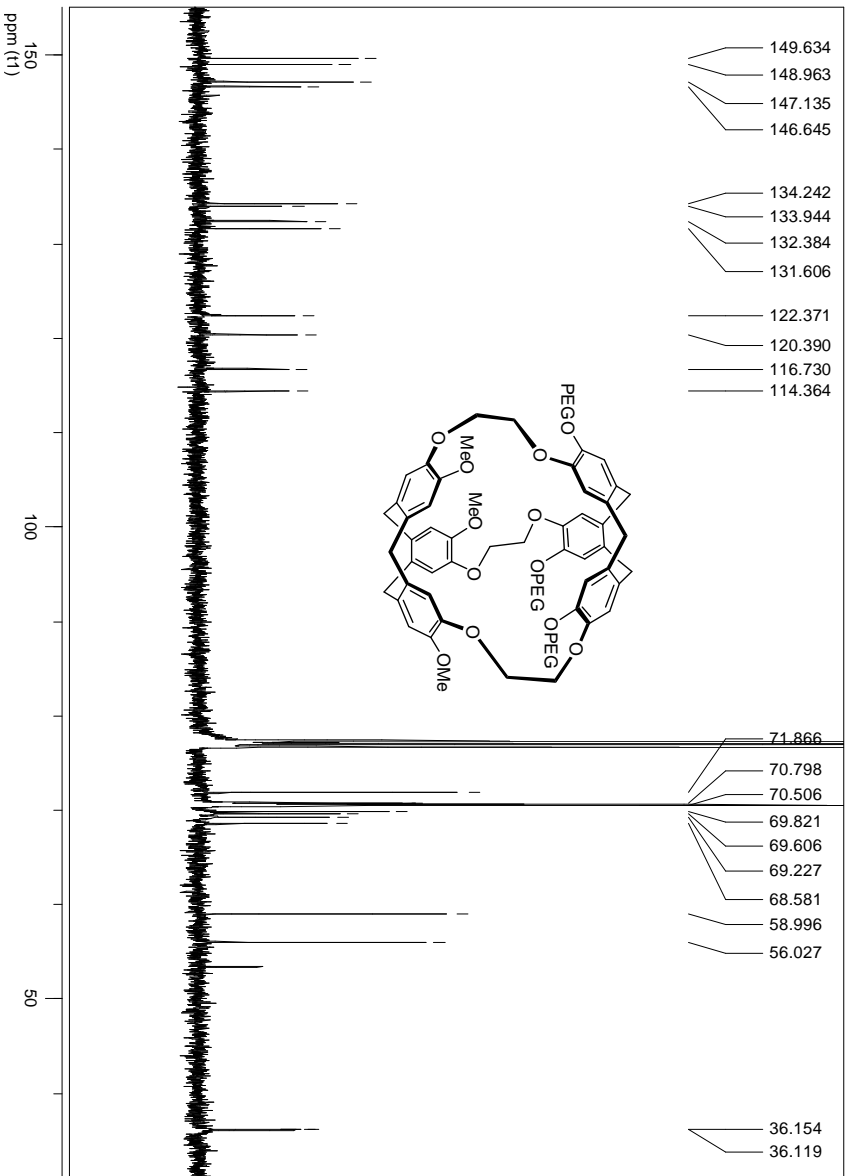 149.634
148.963
147.135
146.645
134.242
133.944
132.384
131.606
122.371
120.390
116.730
114.364
71.866
70.798
70.506
69.821
69.606
69.227
68.581
58.996
56.027
36.154
36.119
150
100
50
ppm (t1)
PEGO
O
O
MeO
MeO
O
O
OPEG
OPEG
O
O
OMe